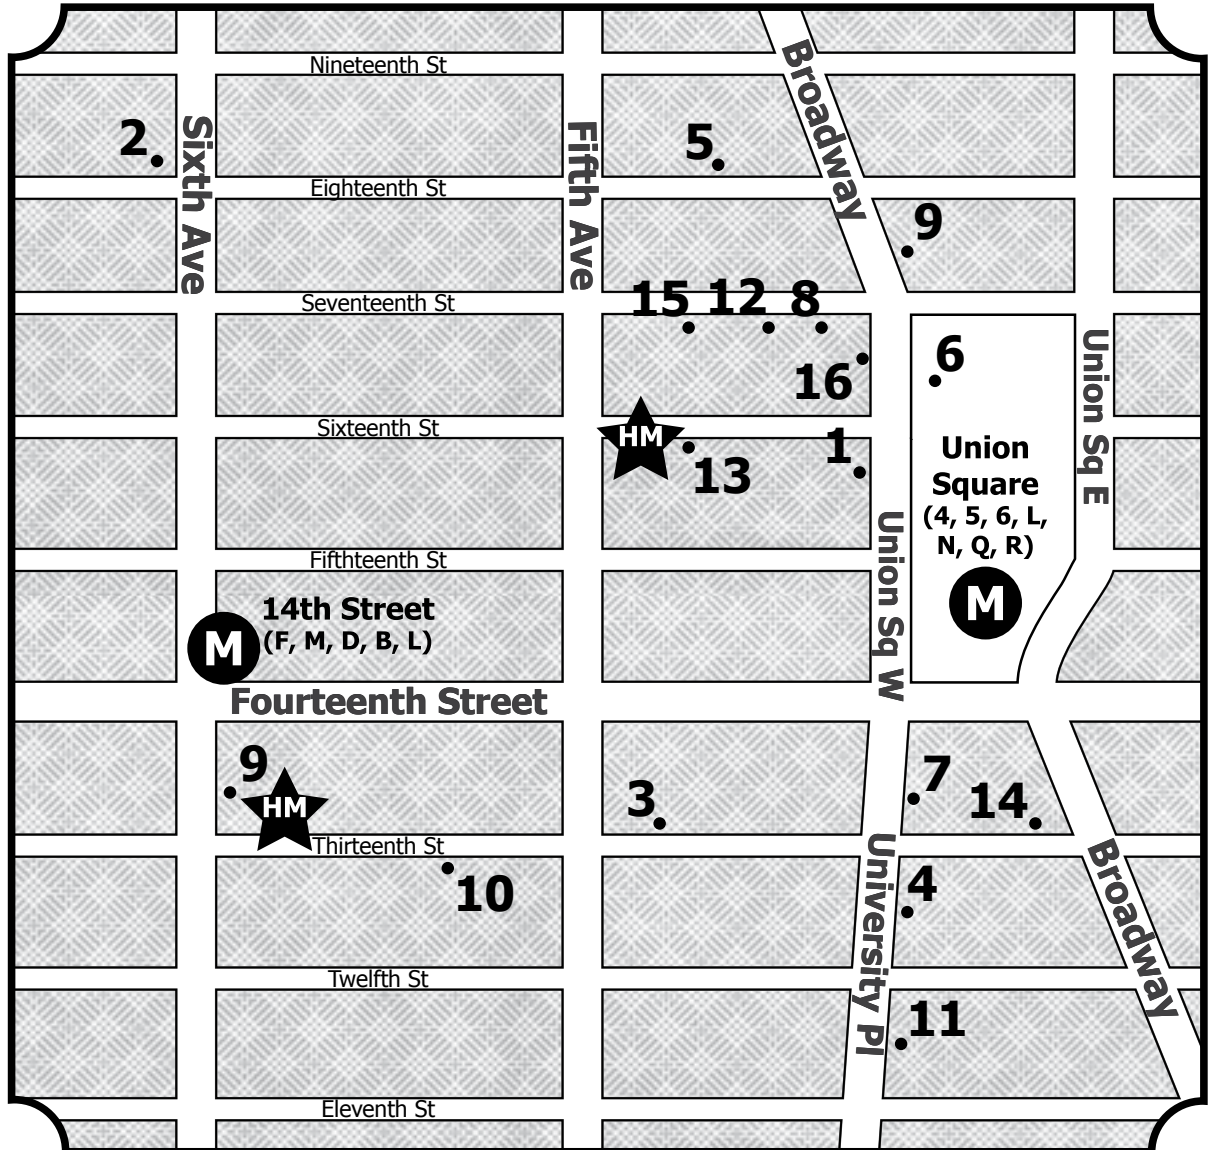 Nineteenth St
Broadway
2
Sixth Ave
Fifth Ave
5
Eighteenth St
9
15 12 8
Seventeenth St
16
6
Union Sq E
HM
Sixteenth St
13
1
Union
Square
(4, 5, 6, L,
N, Q, R)
M
Union Sq W
Fifthteenth St
14th Street
(F, M, D, B, L)
M
Fourteenth Street
9
HM
3
7
14
Thirteenth St
10
University Pl
4
Broadway
Twelfth St
11
Eleventh St